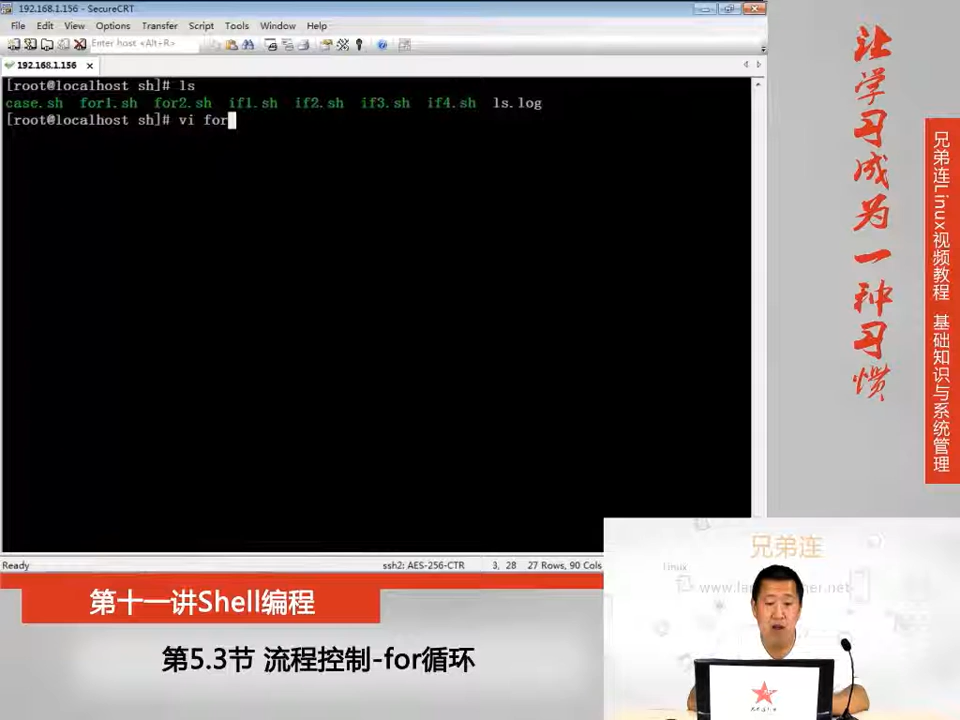 192.168.1.156 - SecureCRT
File Edit View Options Transfer Script Tools Window Help
Enter host <Alt+R>
192.168.1.156
[root@localhost sh]# ls
case.sh for1.sh for2.sh if1.sh if2.sh if3.sh if4.sh ls.log
[root@localhost sh]# vi for
Ready ssh2: AES-256-CTR 3, 28 27 Rows, 90 Cols
让学习成为一种习惯
兄弟连Linux视频教程 基础知识与系统管理
兄弟连
Linux
第十一讲Shell编程
第5.3节 流程控制-for循环